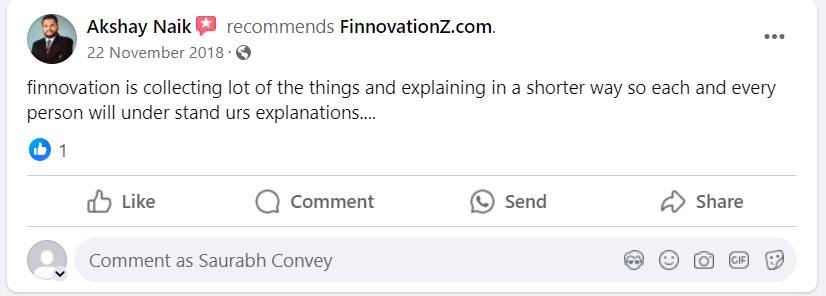 Akshay Naik recommends FinnovationZ.com.
22 November 2018 ·
finnovation is collecting lot of the things and explaining in a shorter way so each and every
person will under stand urs explanations....
1
Like Comment Send Share
Comment as Saurabh Convey
GIF